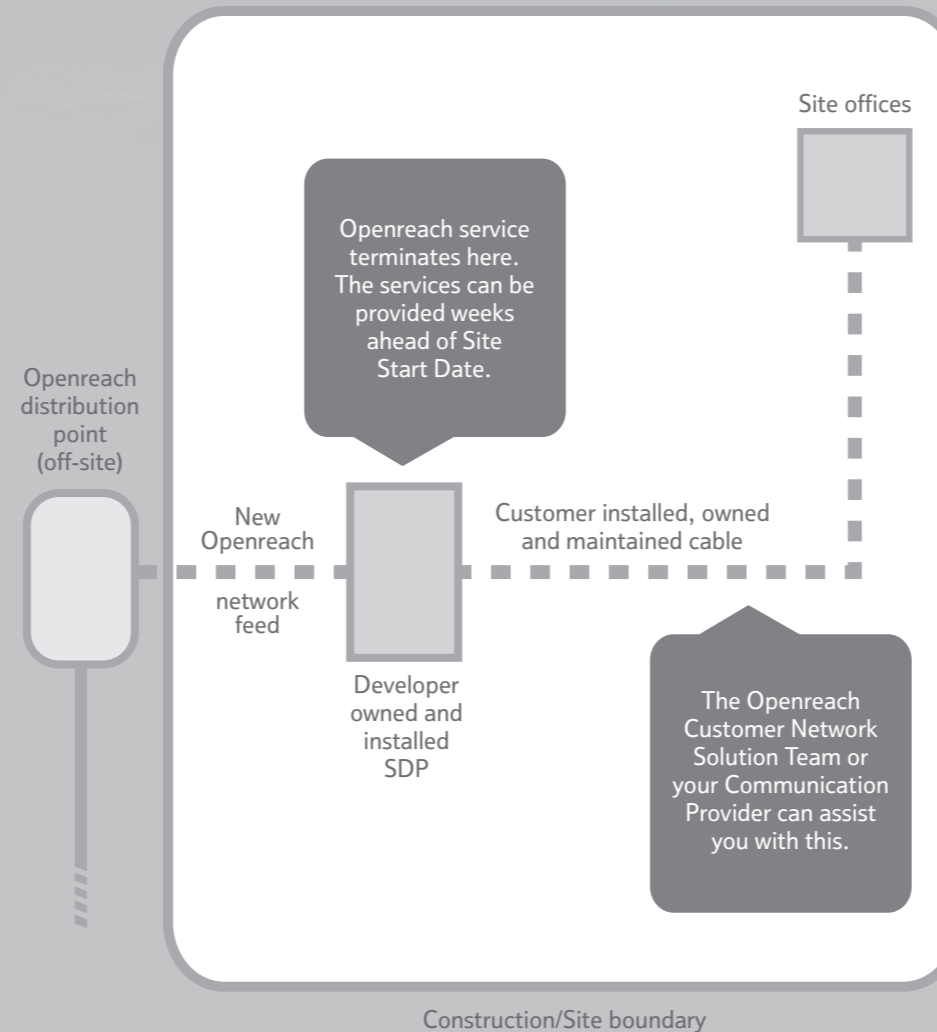 Site offices
Openreach service
terminates here.
The services can be
provided weeks
ahead of Site
Start Date.
Openreach
distribution
point
(off-site)
New
Openreach
network
feed
Customer installed, owned
and maintained cable
Developer
owned and
installed
SDP
The Openreach
Customer Network
Solution Team or
your Communication
Provider can assist
you with this.
Construction/Site boundary